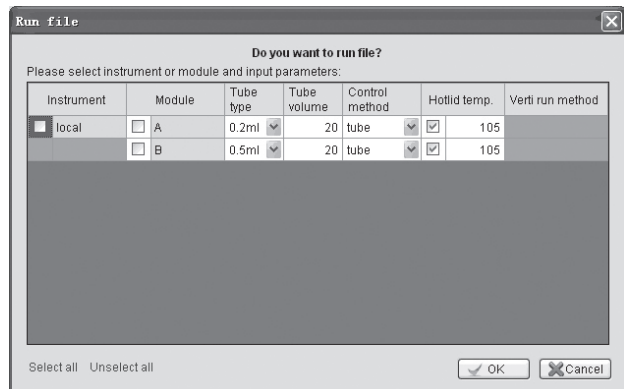 Run file
Do you want to run file?
Please select instrument or module and input parameters:
Instrument Module Tube type Tube volume Control method Hotlid temp. Verti run method
local A 0.2ml 20 tube 105
B 0.5ml 20 tube 105
Select all Unselect all OK Cancel